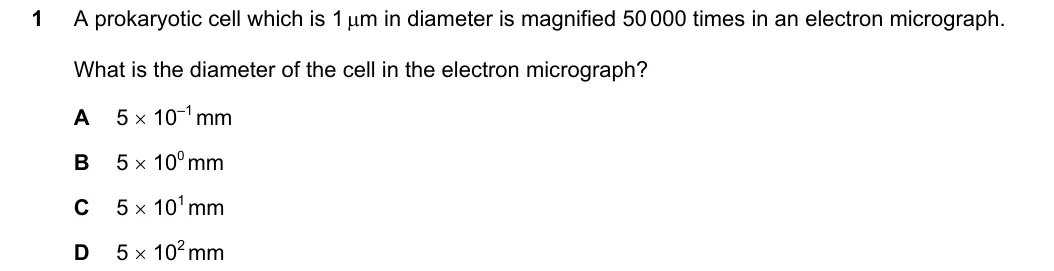 1 A prokaryotic cell which is 1 μm in diameter is magnified 50 000 times in an electron micrograph.
What is the diameter of the cell in the electron micrograph?
A 5 × 10⁻¹ mm
B 5 × 10⁰ mm
C 5 × 10¹ mm
D 5 × 10² mm